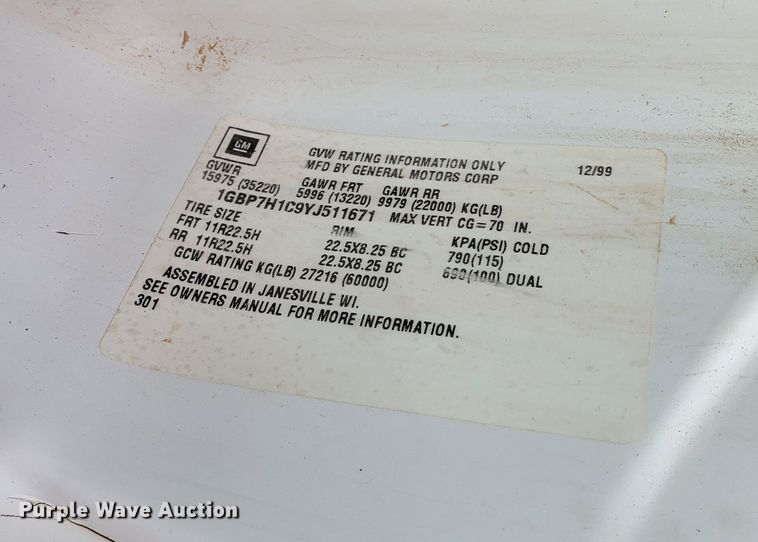 GM
GVW RATING INFORMATION ONLY
MFD BY GENERAL MOTORS CORP 12/99
GVWR GAWR FRT GAWR RR
15975 (35220) 5996 (13220) 9979 (22000) KG(LB)
1GBP7H1C9YJ511671 MAX VERT CG=70 IN.
TIRE SIZE RIM KPA(PSI) COLD
FRT 11R22.5H 22.5X8.25 BC 790(115)
RR 11R22.5H 22.5X8.25 BC 690(100) DUAL
GCW RATING KG(LB) 27216 (60000)
ASSEMBLED IN JANESVILLE WI.
SEE OWNERS MANUAL FOR MORE INFORMATION.
301
Purple Wave Auction